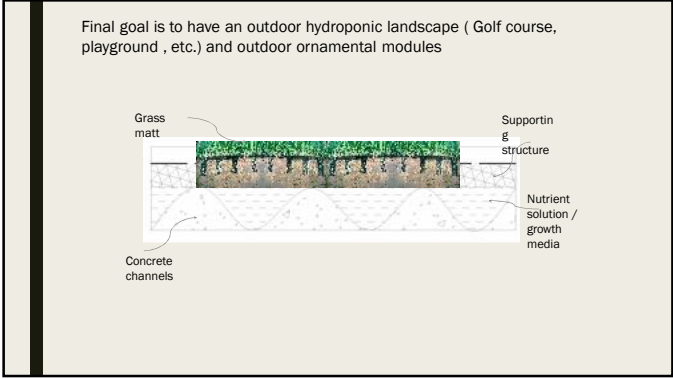 Final goal is to have an outdoor hydroponic landscape ( Golf course,
playground , etc.) and outdoor ornamental modules
Grass
matt
Supportin
g
structure
Nutrient
solution /
growth
media
Concrete
channels